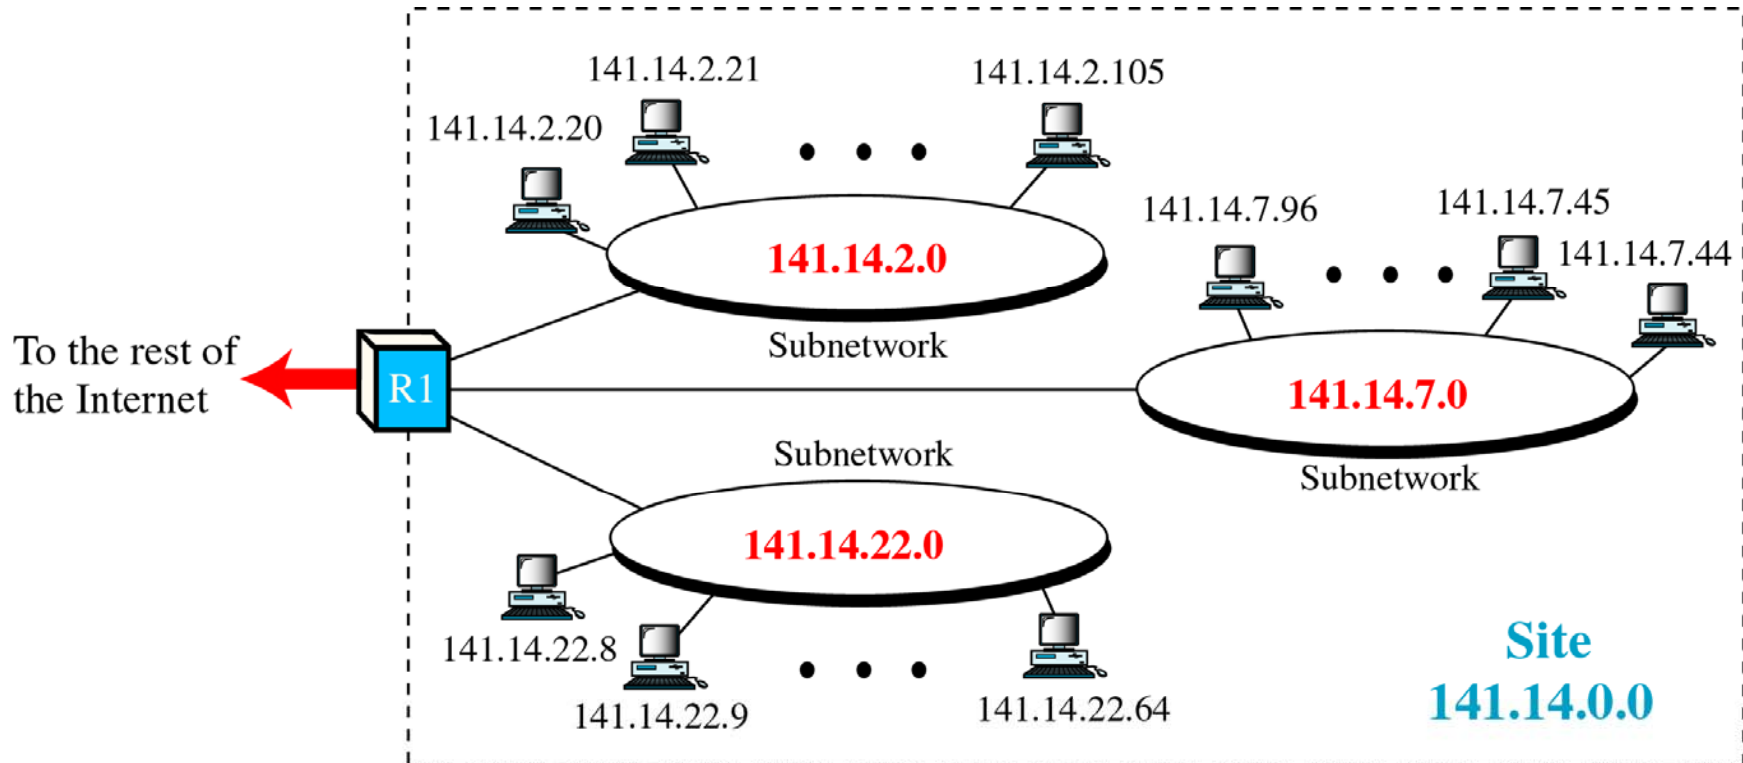 141.14.2.21
141.14.2.105
141.14.2.20
141.14.7.96
141.14.7.45
141.14.7.44
141.14.2.0
Subnetwork
To the rest of
the Internet
R1
141.14.7.0
Subnetwork
Subnetwork
141.14.22.0
141.14.22.8
141.14.22.9
141.14.22.64
Site
141.14.0.0